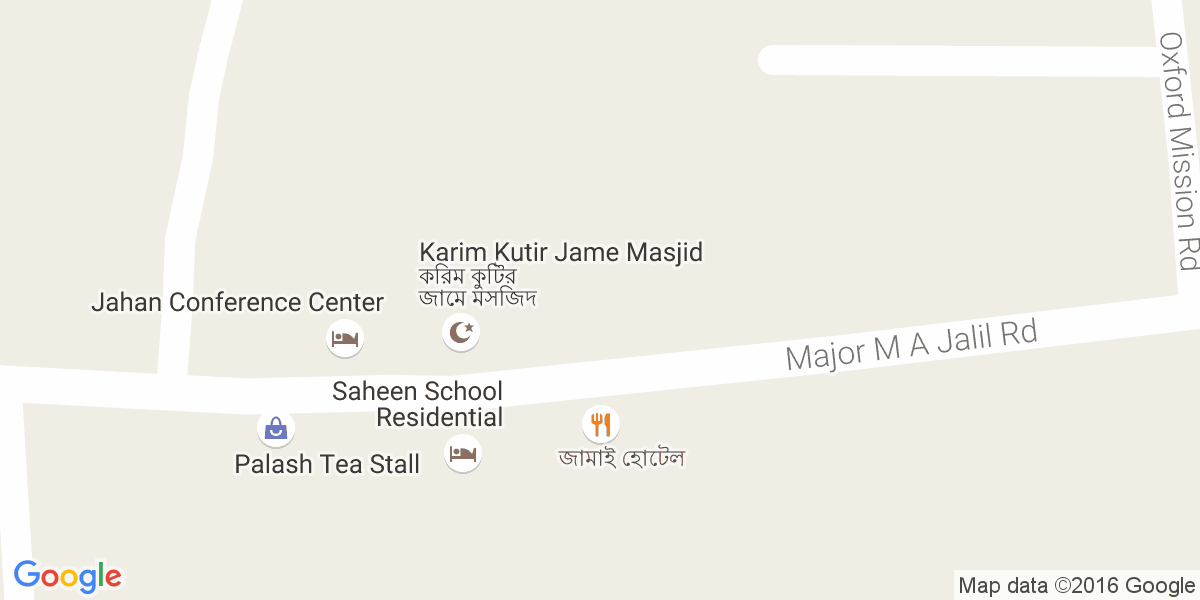 Oxford Mission Rd
Karim Kutir Jame Masjid
করিম কুটির
জামে মসজিদ
Jahan Conference Center
Major M A Jalil Rd
Saheen School
Residential
Palash Tea Stall
জামাই হোটেল
Google
Map data ©2016 Google